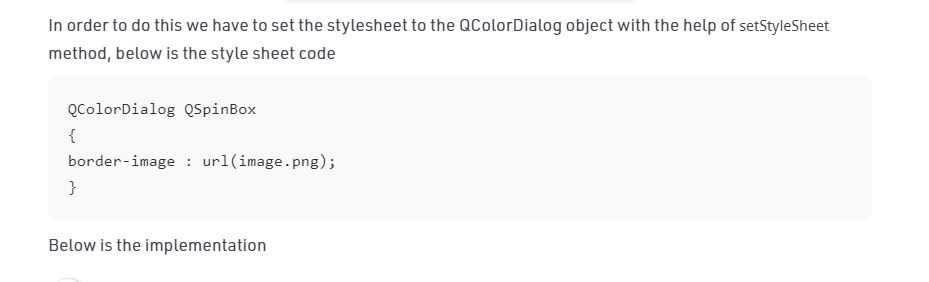 In order to do this we have to set the stylesheet to the QColorDialog object with the help of setStyleSheet
method, below is the style sheet code
QColorDialog QSpinBox
{
border-image : url(image.png);
}
Below is the implementation